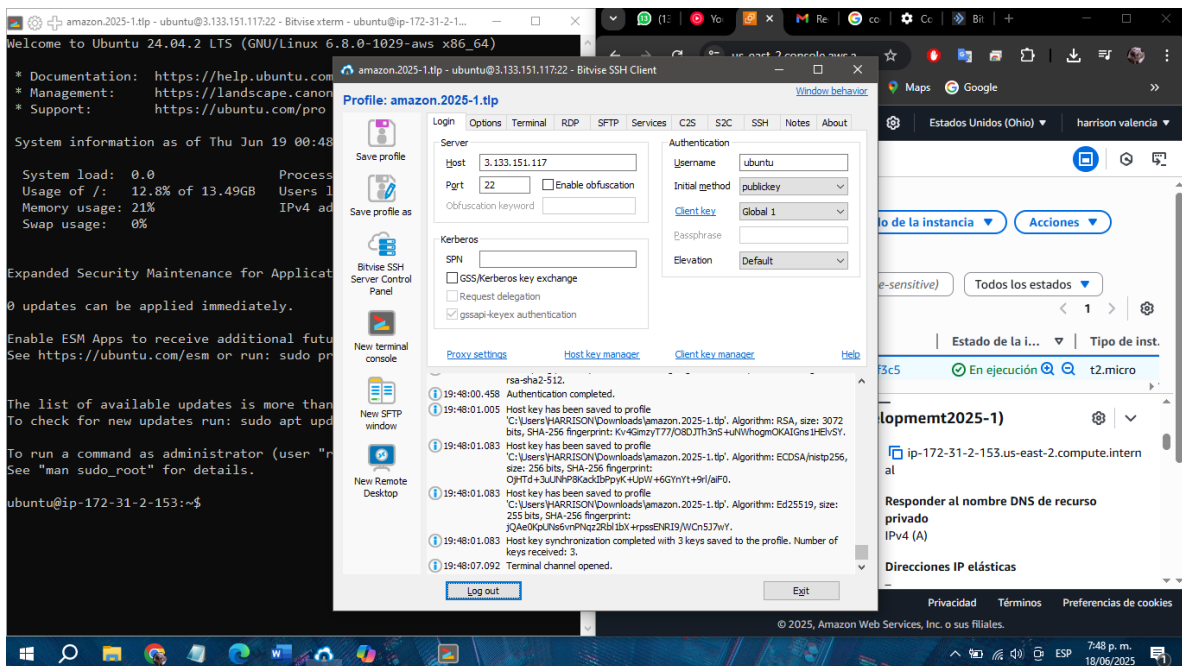 amazon.2025-1.tlp - ubuntu@3.133.151.117:22 - Bitvise xterm - ubuntu@ip-172-31-2-1...
Welcome to Ubuntu 24.04.2 LTS (GNU/Linux 6.8.0-1029-aws x86_64)
* Documentation: https://help.ubuntu.com
* Management: https://landscape.canon
* Support: https://ubuntu.com/pro
System information as of Thu Jun 19 00:48
System load: 0.0 Process
Usage of /: 12.8% of 13.49GB Users l
Memory usage: 21% IPv4 ad
Swap usage: 0%
Expanded Security Maintenance for Applicat
0 updates can be applied immediately.
Enable ESM Apps to receive additional futu
See https://ubuntu.com/esm or run: sudo pr
The list of available updates is more than
To check for new updates run: sudo apt upd
To run a command as administrator (user "r
See "man sudo_root" for details.
ubuntu@ip-172-31-2-153:~$
amazon.2025-1.tlp - ubuntu@3.133.151.117:22 - Bitvise SSH Client
Profile: amazon.2025-1.tlp
Window behavior
Save profile
Save profile as
Bitvise SSH
Server Control
Panel
New terminal
console
New SFTP
window
New Remote
Desktop
Login Options Terminal RDP SFTP Services C2S S2C SSH Notes About
Server
Host 3.133.151.117
Port 22 Enable obfuscation
Obfuscation keyword
Kerberos
SPN
GSS/Kerberos key exchange
Request delegation
gssapi-keyex authentication
Authentication
Username ubuntu
Initial method publickey
Client key Global 1
Passphrase
Elevation Default
Proxy settings Host key manager Client key manager Help
rsa-sha2-512.
19:48:00.458 Authentication completed.
19:48:01.005 Host key has been saved to profile
'C:\Users\HARRISON\Downloads\amazon.2025-1.tlp'. Algorithm: RSA, size: 3072
bits, SHA-256 fingerprint: Kv4GimzyT77/O8DJTh3nS+uNWhogmOKAIGns1HElvSY.
19:48:01.083 Host key has been saved to profile
'C:\Users\HARRISON\Downloads\amazon.2025-1.tlp'. Algorithm: ECDSA/nistp256,
size: 256 bits, SHA-256 fingerprint:
OjHTd+3uUNhP8KackIbPpyK+UpW+6GYnYt+9rl/aiF0.
19:48:01.083 Host key has been saved to profile
'C:\Users\HARRISON\Downloads\amazon.2025-1.tlp'. Algorithm: Ed25519, size:
255 bits, SHA-256 fingerprint:
jQAe0KpUNs6vnPNqz2Rbl1bX+rpssENRI9/WCn5J7wY.
19:48:01.083 Host key synchronization completed with 3 keys saved to the profile. Number of
keys received: 3.
19:48:07.092 Terminal channel opened.
Log out Exit
(13 Yo Re co Co Bit
us-east-2.console.aws.a
Maps Google
Estados Unidos (Ohio) harrison valencia
lo de la instancia Acciones
e-sensitive) Todos los estados
1
Estado de la i... Tipo de inst.
f3c5 En ejecución t2.micro
lopmemt2025-1)
ip-172-31-2-153.us-east-2.compute.intern
al
Responder al nombre DNS de recurso
privado
IPv4 (A)
Direcciones IP elásticas
–
Privacidad Términos Preferencias de cookies
© 2025, Amazon Web Services, Inc. o sus filiales.
ESP
7:48 p. m.
18/06/2025